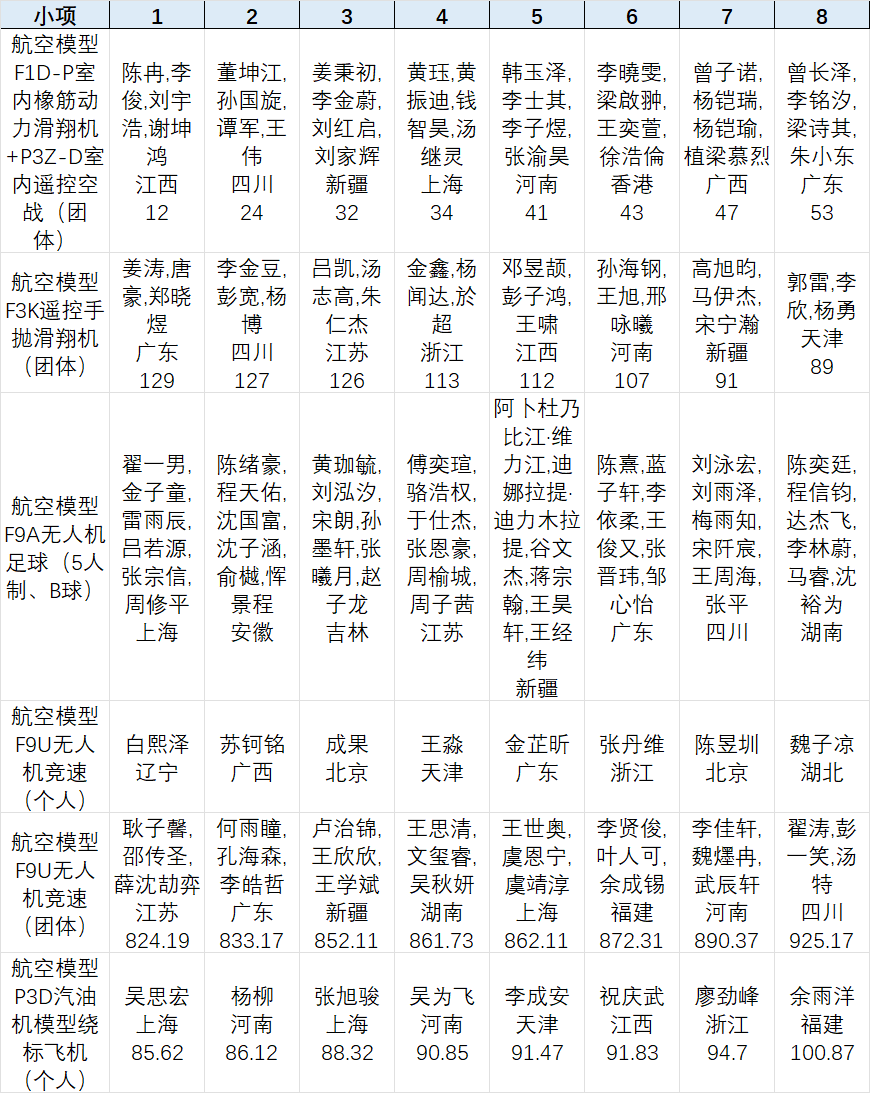 小项 1 2 3 4 5 6 7 8
航空模型
F1D-P室
内橡筋动
力滑翔机
+P3Z-D室
内遥控空
战（团
体）
陈冉,李
俊,刘宇
浩,谢坤
鸿
江西
12
董坤江,
孙国旋,
谭军,王
伟
四川
24
姜秉初,
李金蔚,
刘红启,
刘家辉
新疆
32
黄珏,黄
振迪,钱
智昊,汤
继灵
上海
34
韩玉泽,
李士其,
李子煜,
张渝昊
河南
41
李曉雯,
梁啟翀,
王奕萱,
徐浩倫
香港
43
曾子诺,
杨铠瑞,
杨铠瑜,
植梁慕烈
广西
47
曾长泽,
李铭汐,
梁诗其,
朱小东
广东
53
航空模型
F3K遥控手
抛滑翔机
（团体）
姜涛,唐
豪,郑晓
煜
广东
129
李金豆,
彭宽,杨
博
四川
127
吕凯,汤
志高,朱
仁杰
江苏
126
金鑫,杨
闻达,於
超
浙江
113
邓昱颉,
彭子鸿,
王啸
江西
112
孙海钢,
王旭,邢
咏曦
河南
107
高旭昀,
马伊杰,
宋宁瀚
新疆
91
郭雷,李
欣,杨勇
天津
89
航空模型
F9A无人机
足球（5人
制、B球）
翟一男,
金子童,
雷雨辰,
吕若源,
张宗信,
周修平
上海
陈绪豪,
程天佑,
沈国富,
沈子涵,
俞樾,恽
景程
安徽
黄珈毓,
刘泓汐,
宋朗,孙
墨轩,张
曦月,赵
子龙
吉林
傅奕瑄,
骆浩权,
于仕杰,
张恩豪,
周榆城,
周子茜
江苏
阿卜杜乃
比江·维
力江,迪
娜拉提·
迪力木拉
提,谷文
杰,蒋宗
翰,王昊
轩,王经
纬
新疆
陈熹,蓝
子轩,李
依柔,王
俊又,张
晋玮,邹
心怡
广东
刘泳宏,
刘雨泽,
梅雨知,
宋阡宸,
王周海,
张平
四川
陈奕廷,
程信钧,
达杰飞,
李林蔚,
马睿,沈
裕为
湖南
航空模型
F9U无人
机竞速
（个人）
白熙泽
辽宁
苏钶铭
广西
成果
北京
王淼
天津
金芷昕
广东
张丹维
浙江
陈昱圳
北京
魏子凉
湖北
航空模型
F9U无人
机竞速
（团体）
耿子馨,
邵传圣,
薛沈劼弈
江苏
824.19
何雨瞳,
孔海森,
李皓哲
广东
833.17
卢治锦,
王欣欣,
王学斌
新疆
852.11
王思清,
文玺睿,
吴秋妍
湖南
861.73
王世奥,
虞恩宁,
虞靖淳
上海
862.11
李贤俊,
叶人可,
余成锡
福建
872.31
李佳轩,
魏爅冉,
武辰轩
河南
890.37
翟涛,彭
一笑,汤
特
四川
925.17
航空模型
P3D汽油
机模型绕
标飞机
（个人）
吴思宏
上海
85.62
杨柳
河南
86.12
张旭骏
上海
88.32
吴为飞
河南
90.85
李成安
天津
91.47
祝庆武
江西
91.83
廖劲峰
浙江
94.7
余雨洋
福建
100.87